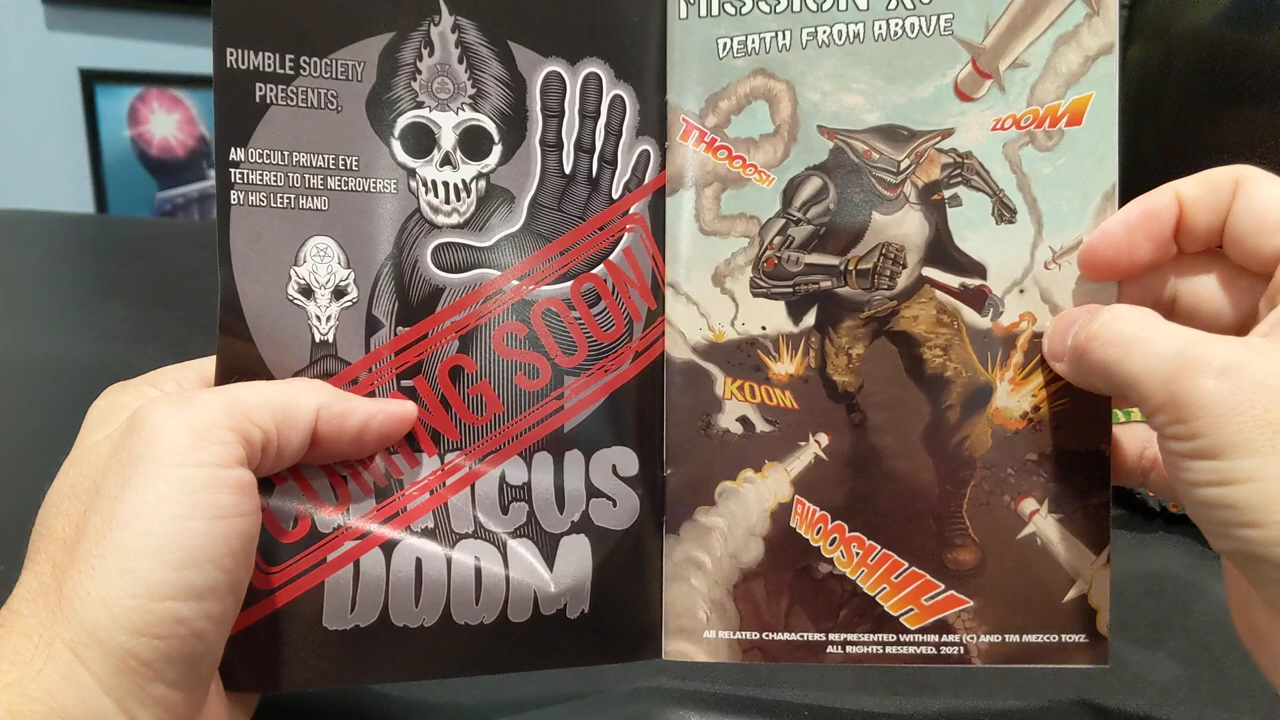 RUMBLE SOCIETY
PRESENTS,
AN OCCULT PRIVATE EYE
TETHERED TO THE NECROVERSE
BY HIS LEFT HAND
COMING SOON
DOOM
DEATH FROM ABOVE
THOOOSH
ZOOM
KOOM
FWOOSHHH
All RELATED CHARACTERS REPRESENTED WITHIN ARE (C) AND TM MEZCO TOYZ.
ALL RIGHTS RESERVED. 2021